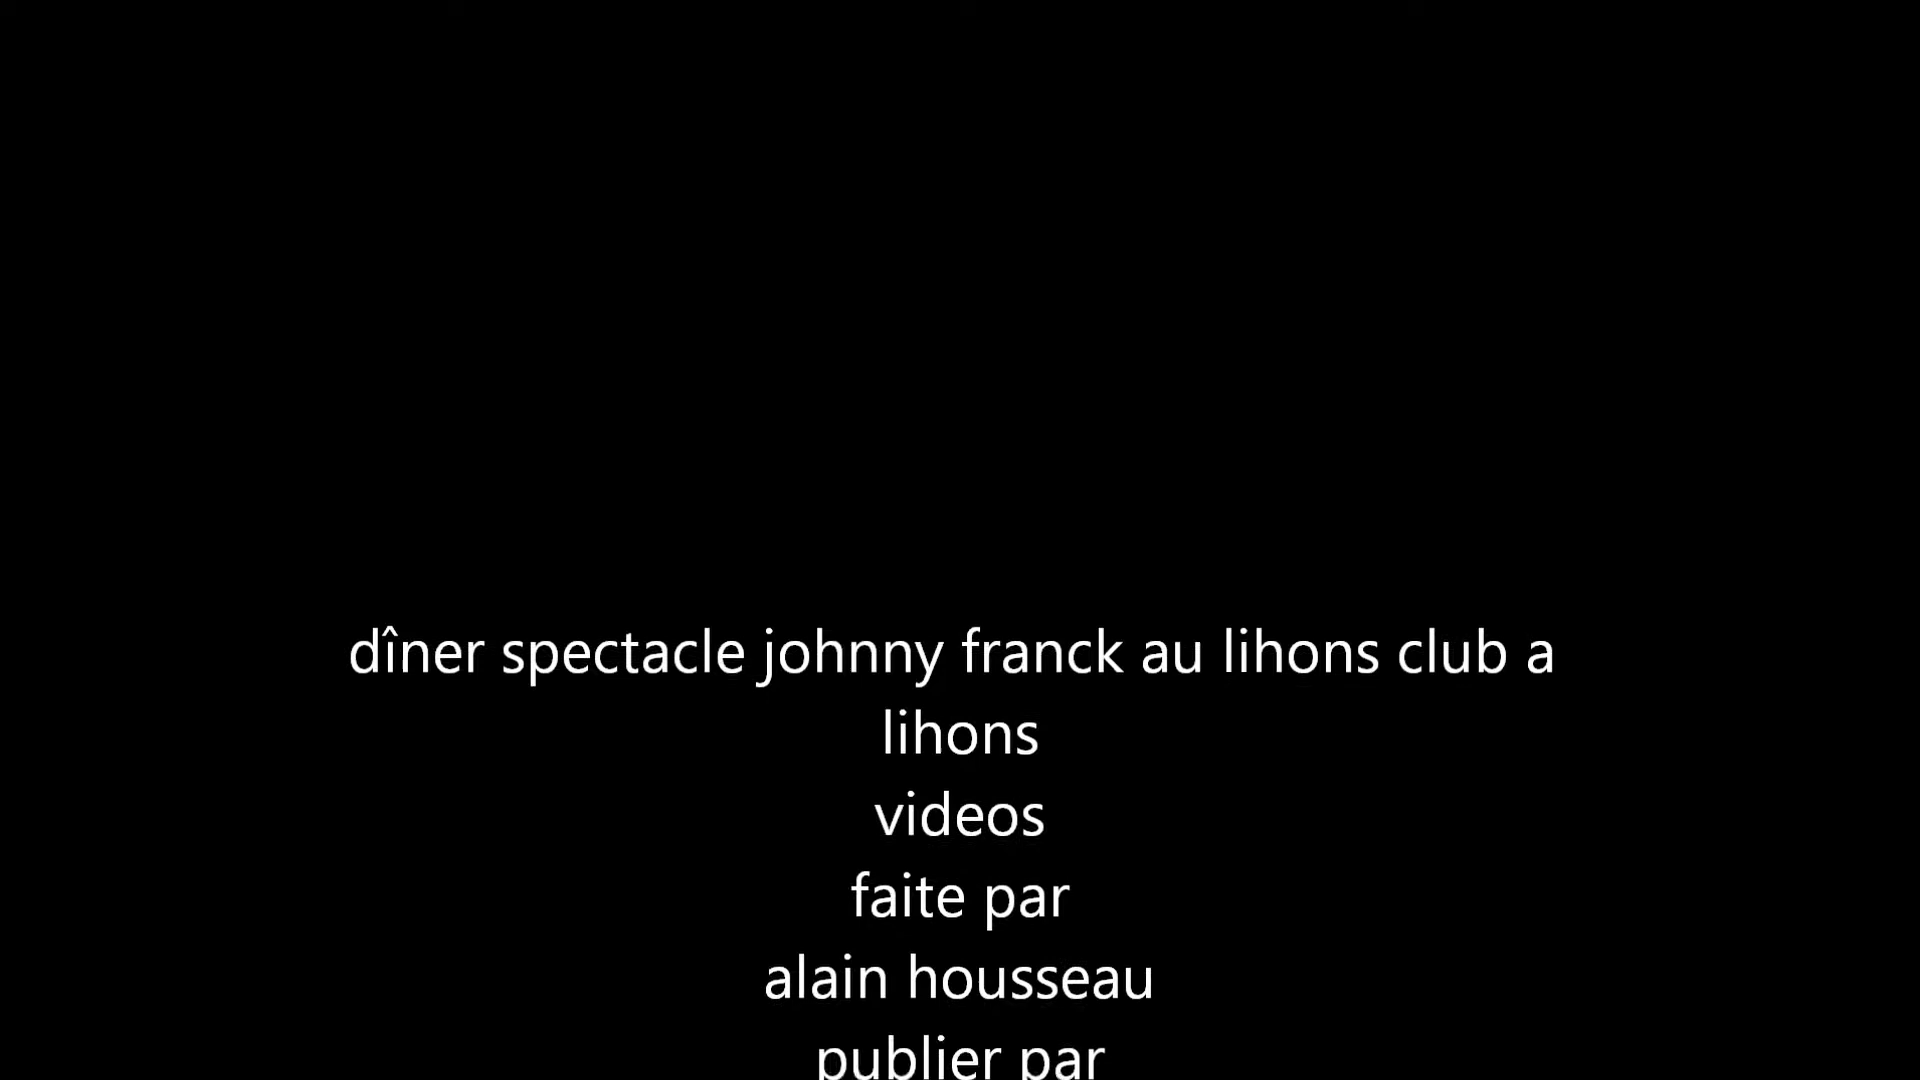 dîner spectacle johnny franck au lihons club a
lihons
videos
faite par
alain housseau
publier par